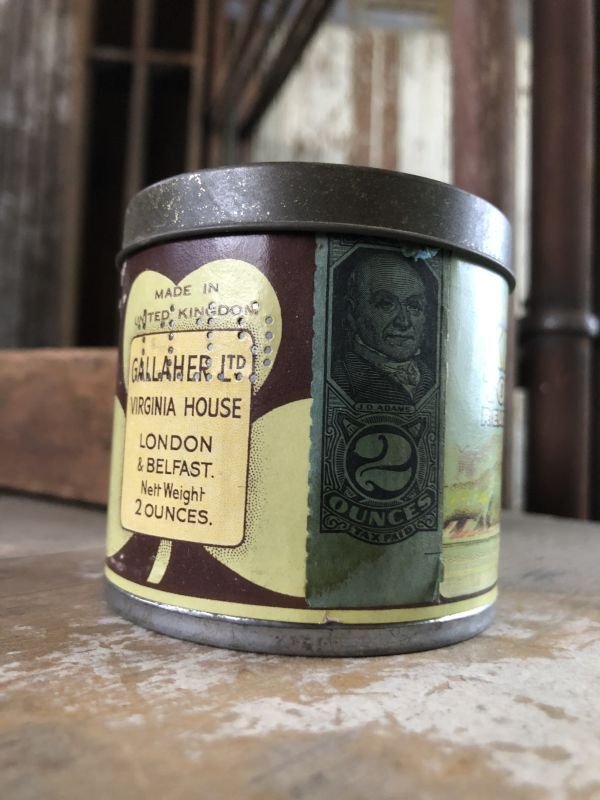 MADE IN
UNITED KINGDOM
GALLAHER LTD
VIRGINIA HOUSE
LONDON
& BELFAST.
Nett Weight
2 OUNCES.
2
J.Q. ADAMS
2
OUNCES
TAX PAID